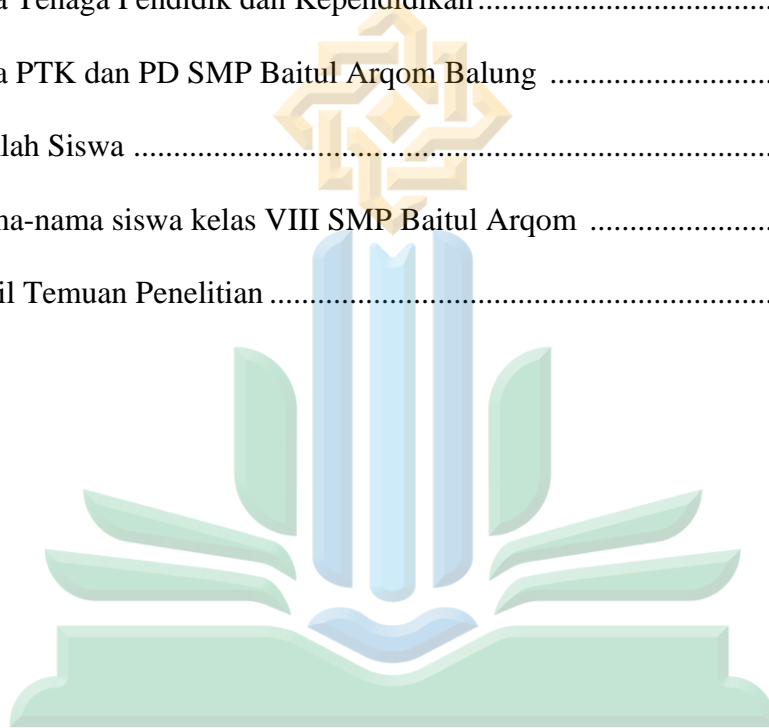 a Tenaga Pendidik dan Kependidikan................................
a PTK dan PD SMP Baitul Arqom Balung ............................
lah Siswa ................................................................................
na-nama siswa kelas VIII SMP Baitul Arqom .......................
il Temuan Penelitian ...............................................................